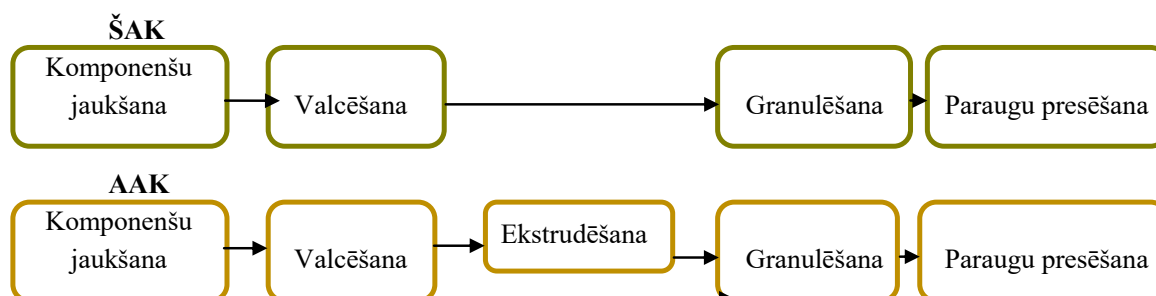 ŠAK
Komponenšu
jaukšana
Valcēšana
Granulēšana
Paraugu presēšana
AAK
Komponenšu
jaukšana
Valcēšana
Ekstrudēšana
Granulēšana
Paraugu presēšana